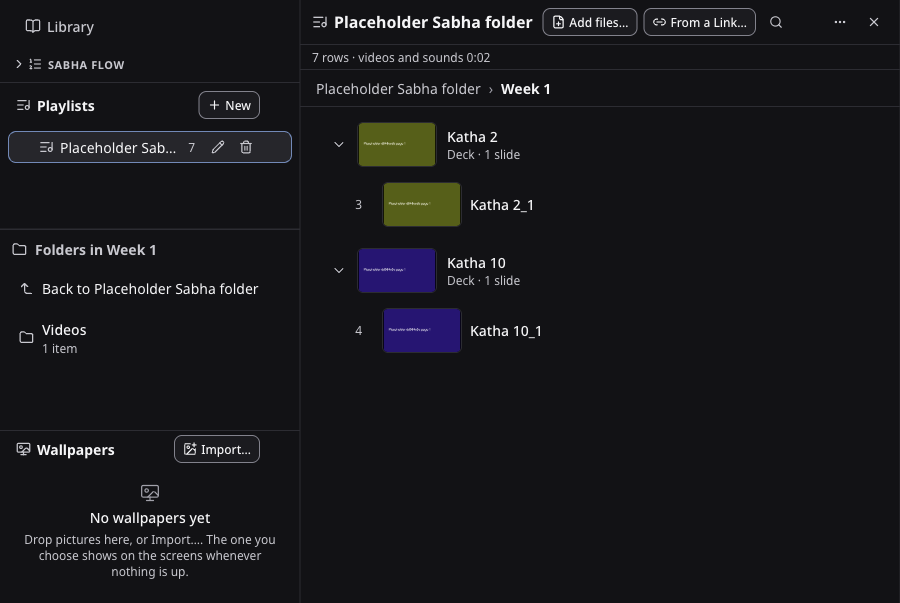 Library
SABHA FLOW
Playlists
New
Placeholder Sab...
7
Folders in Week 1
Back to Placeholder Sabha folder
Videos
1 item
Wallpapers
Import...
No wallpapers yet
Drop pictures here, or Import.... The one you
choose shows on the screens whenever
nothing is up.
Placeholder Sabha folder
Add files...
From a Link...
7 rows · videos and sounds 0:02
Placeholder Sabha folder › Week 1
Katha 2
Deck · 1 slide
3
Katha 2_1
Katha 10
Deck · 1 slide
4
Katha 10_1